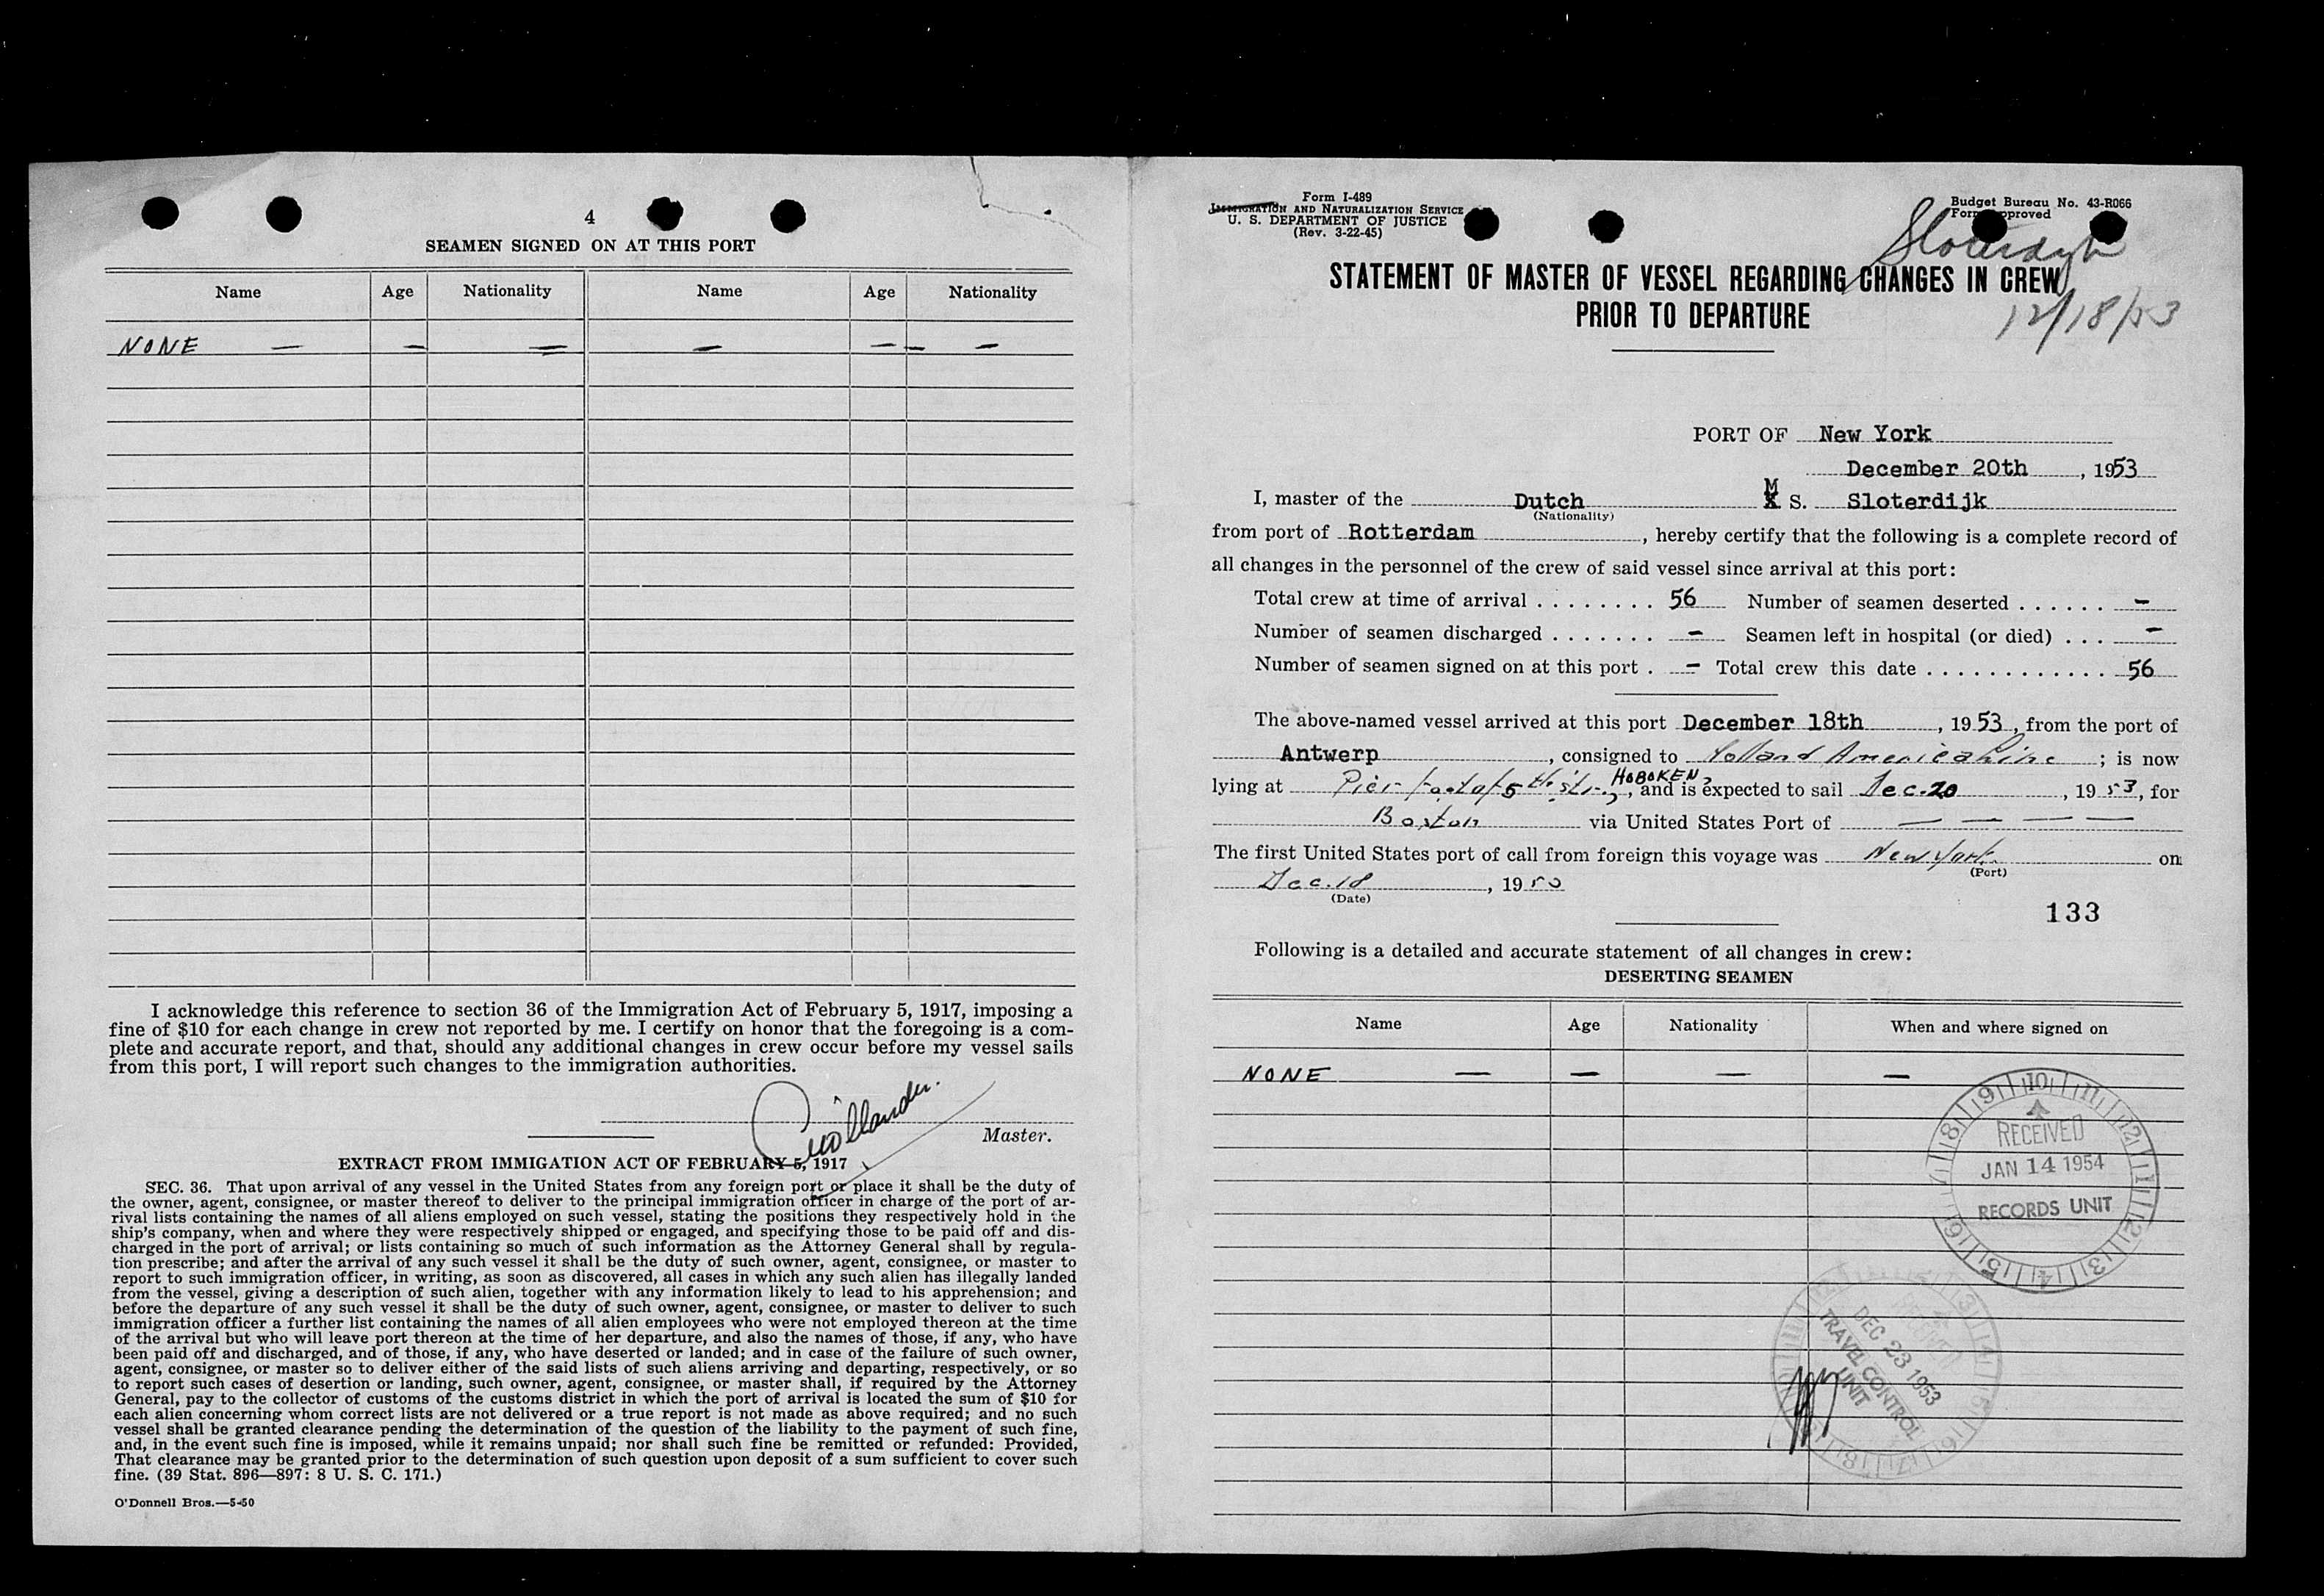 4
SEAMEN SIGNED ON AT THIS PORT
Name Age Nationality Name Age Nationality
NONE — — — — — — —
I acknowledge this reference to section 36 of the Immigration Act of February 5, 1917, imposing a
fine of $10 for each change in crew not reported by me. I certify on honor that the foregoing is a com-
plete and accurate report, and that, should any additional changes in crew occur before my vessel sails
from this port, I will report such changes to the immigration authorities.
Master.
EXTRACT FROM IMMIGATION ACT OF FEBRUARY 5, 1917
SEC. 36. That upon arrival of any vessel in the United States from any foreign port or place it shall be the duty of
the owner, agent, consignee, or master thereof to deliver to the principal immigration officer in charge of the port of ar-
rival lists containing the names of all aliens employed on such vessel, stating the positions they respectively hold in the
ship's company, when and where they were respectively shipped or engaged, and specifying those to be paid off and dis-
charged in the port of arrival; or lists containing so much of such information as the Attorney General shall by regula-
tion prescribe; and after the arrival of any such vessel it shall be the duty of such owner, agent, consignee, or master to
report to such immigration officer, in writing, as soon as discovered, all cases in which any such alien has illegally landed
from the vessel, giving a description of such alien, together with any information likely to lead to his apprehension; and
before the departure of any such vessel it shall be the duty of such owner, agent, consignee, or master to deliver to such
immigration officer a further list containing the names of all alien employees who were not employed thereon at the time
of the arrival but who will leave port thereon at the time of her departure, and also the names of those, if any, who have
been paid off and discharged, and of those, if any, who have deserted or landed; and in case of the failure of such owner,
agent, consignee, or master so to deliver either of the said lists of such aliens arriving and departing, respectively, or so
to report such cases of desertion or landing, such owner, agent, consignee, or master shall, if required by the Attorney
General, pay to the collector of customs of the customs district in which the port of arrival is located the sum of $10 for
each alien concerning whom correct lists are not delivered or a true report is not made as above required; and no such
vessel shall be granted clearance pending the determination of the question of the liability to the payment of such fine,
and, in the event such fine is imposed, while it remains unpaid; nor shall such fine be remitted or refunded: Provided,
That clearance may be granted prior to the determination of such question upon deposit of a sum sufficient to cover such
fine. (39 Stat. 896—897: 8 U. S. C. 171.)
O'Donnell Bros.—5-50
Form I-489
IMMIGRATION AND NATURALIZATION SERVICE
U. S. DEPARTMENT OF JUSTICE
(Rev. 3-22-45)
Budget Bureau No. 43-R066
Form approved
Sloterdyk
12/18/53
STATEMENT OF MASTER OF VESSEL REGARDING CHANGES IN CREW
PRIOR TO DEPARTURE
PORT OF New York
December 20th, 1953
I, master of the Dutch M S. Sloterdijk
(Nationality)
from port of Rotterdam, hereby certify that the following is a complete record of
all changes in the personnel of the crew of said vessel since arrival at this port:
Total crew at time of arrival ........ 56 Number of seamen deserted ...... -
Number of seamen discharged ....... - Seamen left in hospital (or died) ... -
Number of seamen signed on at this port . - Total crew this date ............ 56
The above-named vessel arrived at this port December 18th, 1953, from the port of
Antwerp, consigned to Holland America Line; is now
lying at Pier foot of 5th str., HOBOKEN, and is expected to sail Dec. 20, 1953, for
Boston via United States Port of — — — —
The first United States port of call from foreign this voyage was New York on
(Port)
Dec. 18, 1953
(Date)
133
Following is a detailed and accurate statement of all changes in crew:
DESERTING SEAMEN
Name Age Nationality When and where signed on
NONE — — — —
9 10 11 12 1 2 3 4 5 6 7 8
RECEIVED
JAN 14 1954
RECORDS UNIT
DEC 23 1953
TRAVEL CONTROL
UNIT